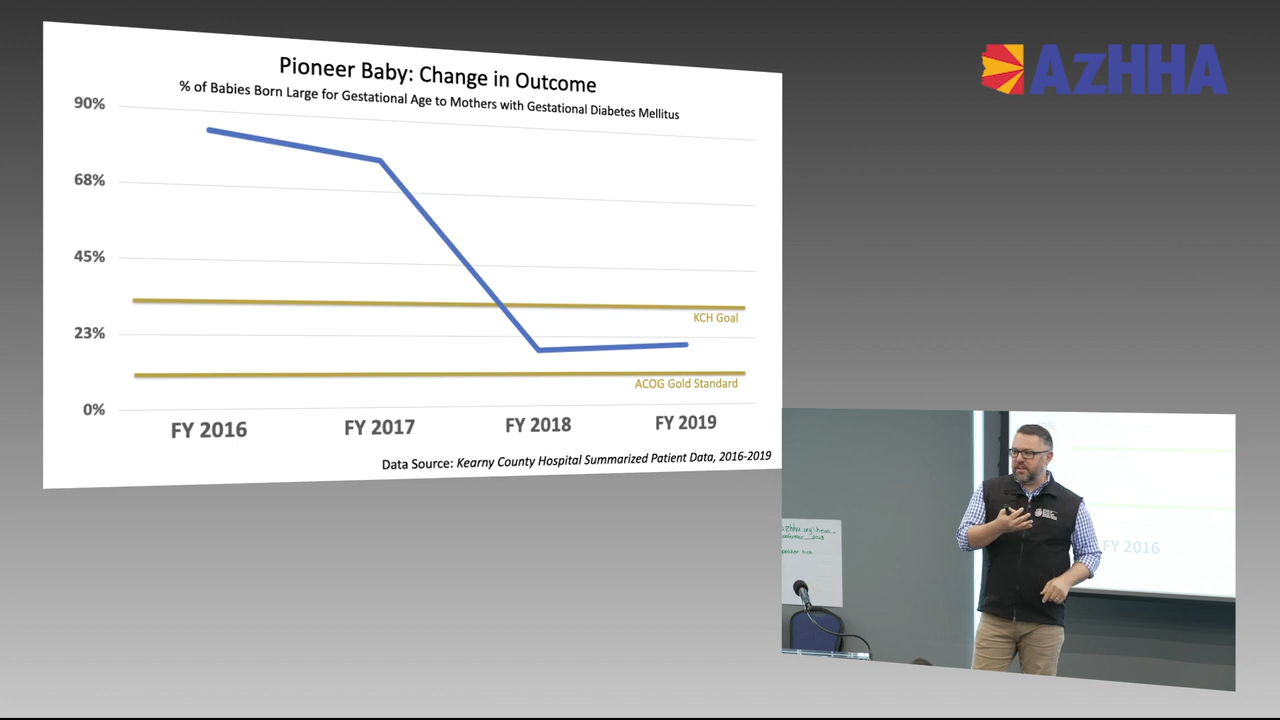 Pioneer Baby: Change in Outcome
% of Babies Born Large for Gestational Age to Mothers with Gestational Diabetes Mellitus
90%
68%
45%
23%
0%
KCH Goal
ACOG Gold Standard
FY 2016 FY 2017 FY 2018 FY 2019
Data Source: Kearny County Hospital Summarized Patient Data, 2016-2019
AzHHA
FY 2016